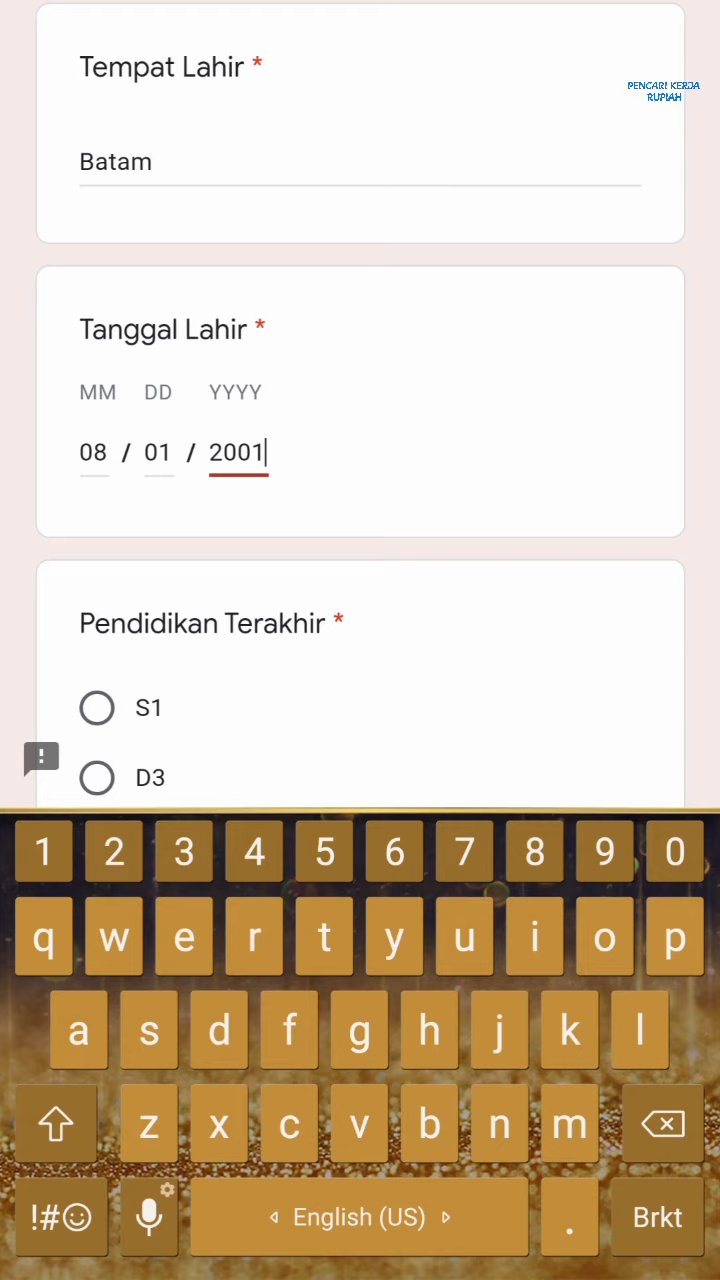 Tempat Lahir *
PENCARI KERJA
RUPIAH
Batam
Tanggal Lahir *
MM DD YYYY
08 / 01 / 2001
Pendidikan Terakhir *
S1
D3
1 2 3 4 5 6 7 8 9 0
q w e r t y u i o p
a s d f g h j k l
z x c v b n m
!#☺ English (US) . Brkt